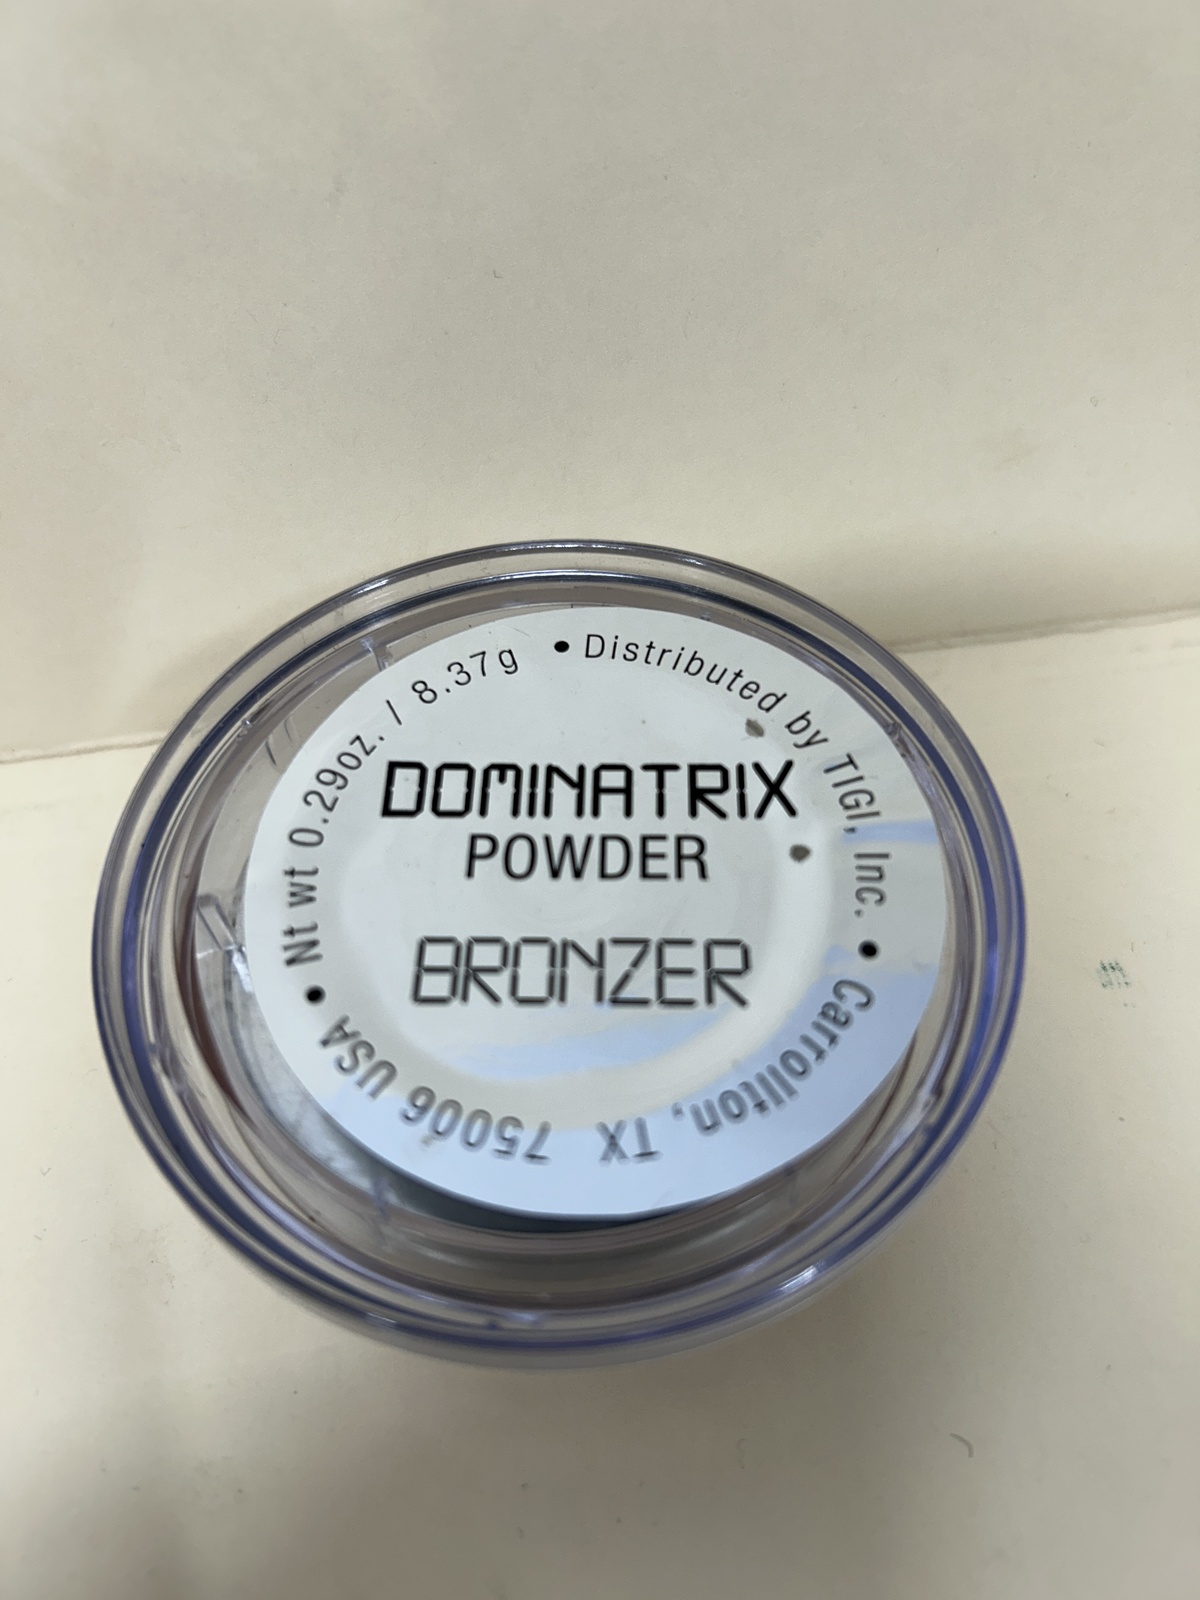 DOMINATRIX
POWDER
BRONZER
• Nt wt 0.29oz. / 8.37g • Distributed by TIGI, Inc. • Carrollton, TX 75006 USA